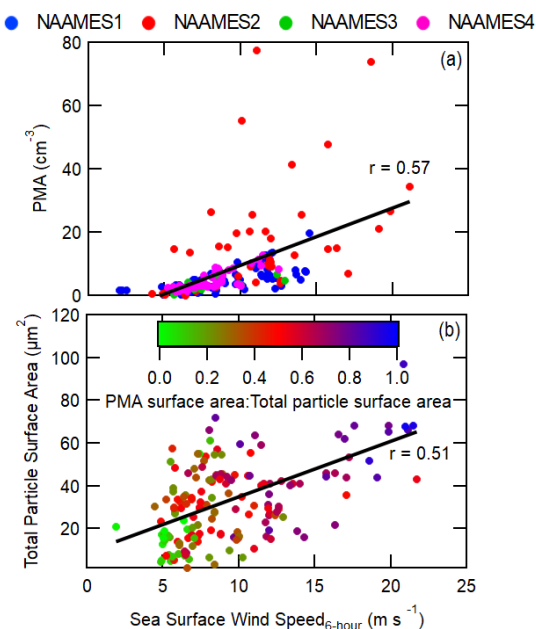 NAAMES1 NAAMES2 NAAMES3 NAAMES4
80
(a)
60
PMA (cm⁻³)
40
r = 0.57
20
0
120
(b)
100
0.0 0.2 0.4 0.6 0.8 1.0
PMA surface area:Total particle surface area
80
Total Particle Surface Area (µm²)
60
r = 0.51
40
20
0 5 10 15 20 25
Sea Surface Wind Speed6-hour (m s⁻¹)